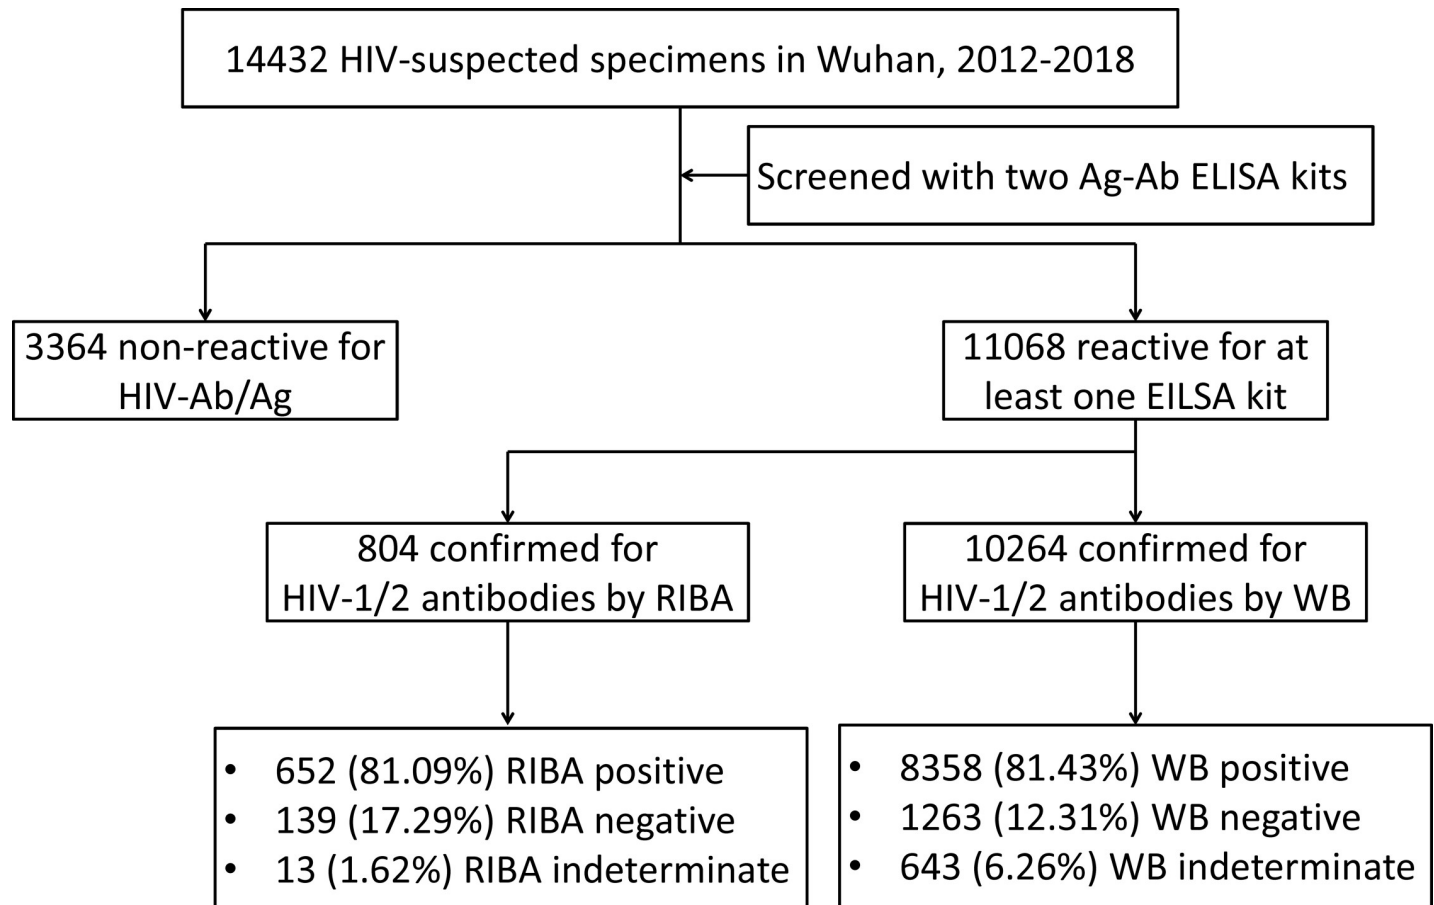 14432 HIV-suspected specimens in Wuhan, 2012-2018
Screened with two Ag-Ab ELISA kits
3364 non-reactive for
HIV-Ab/Ag
11068 reactive for at
least one EILSA kit
804 confirmed for
HIV-1/2 antibodies by RIBA
10264 confirmed for
HIV-1/2 antibodies by WB
• 652 (81.09%) RIBA positive
• 139 (17.29%) RIBA negative
• 13 (1.62%) RIBA indeterminate
• 8358 (81.43%) WB positive
• 1263 (12.31%) WB negative
• 643 (6.26%) WB indeterminate